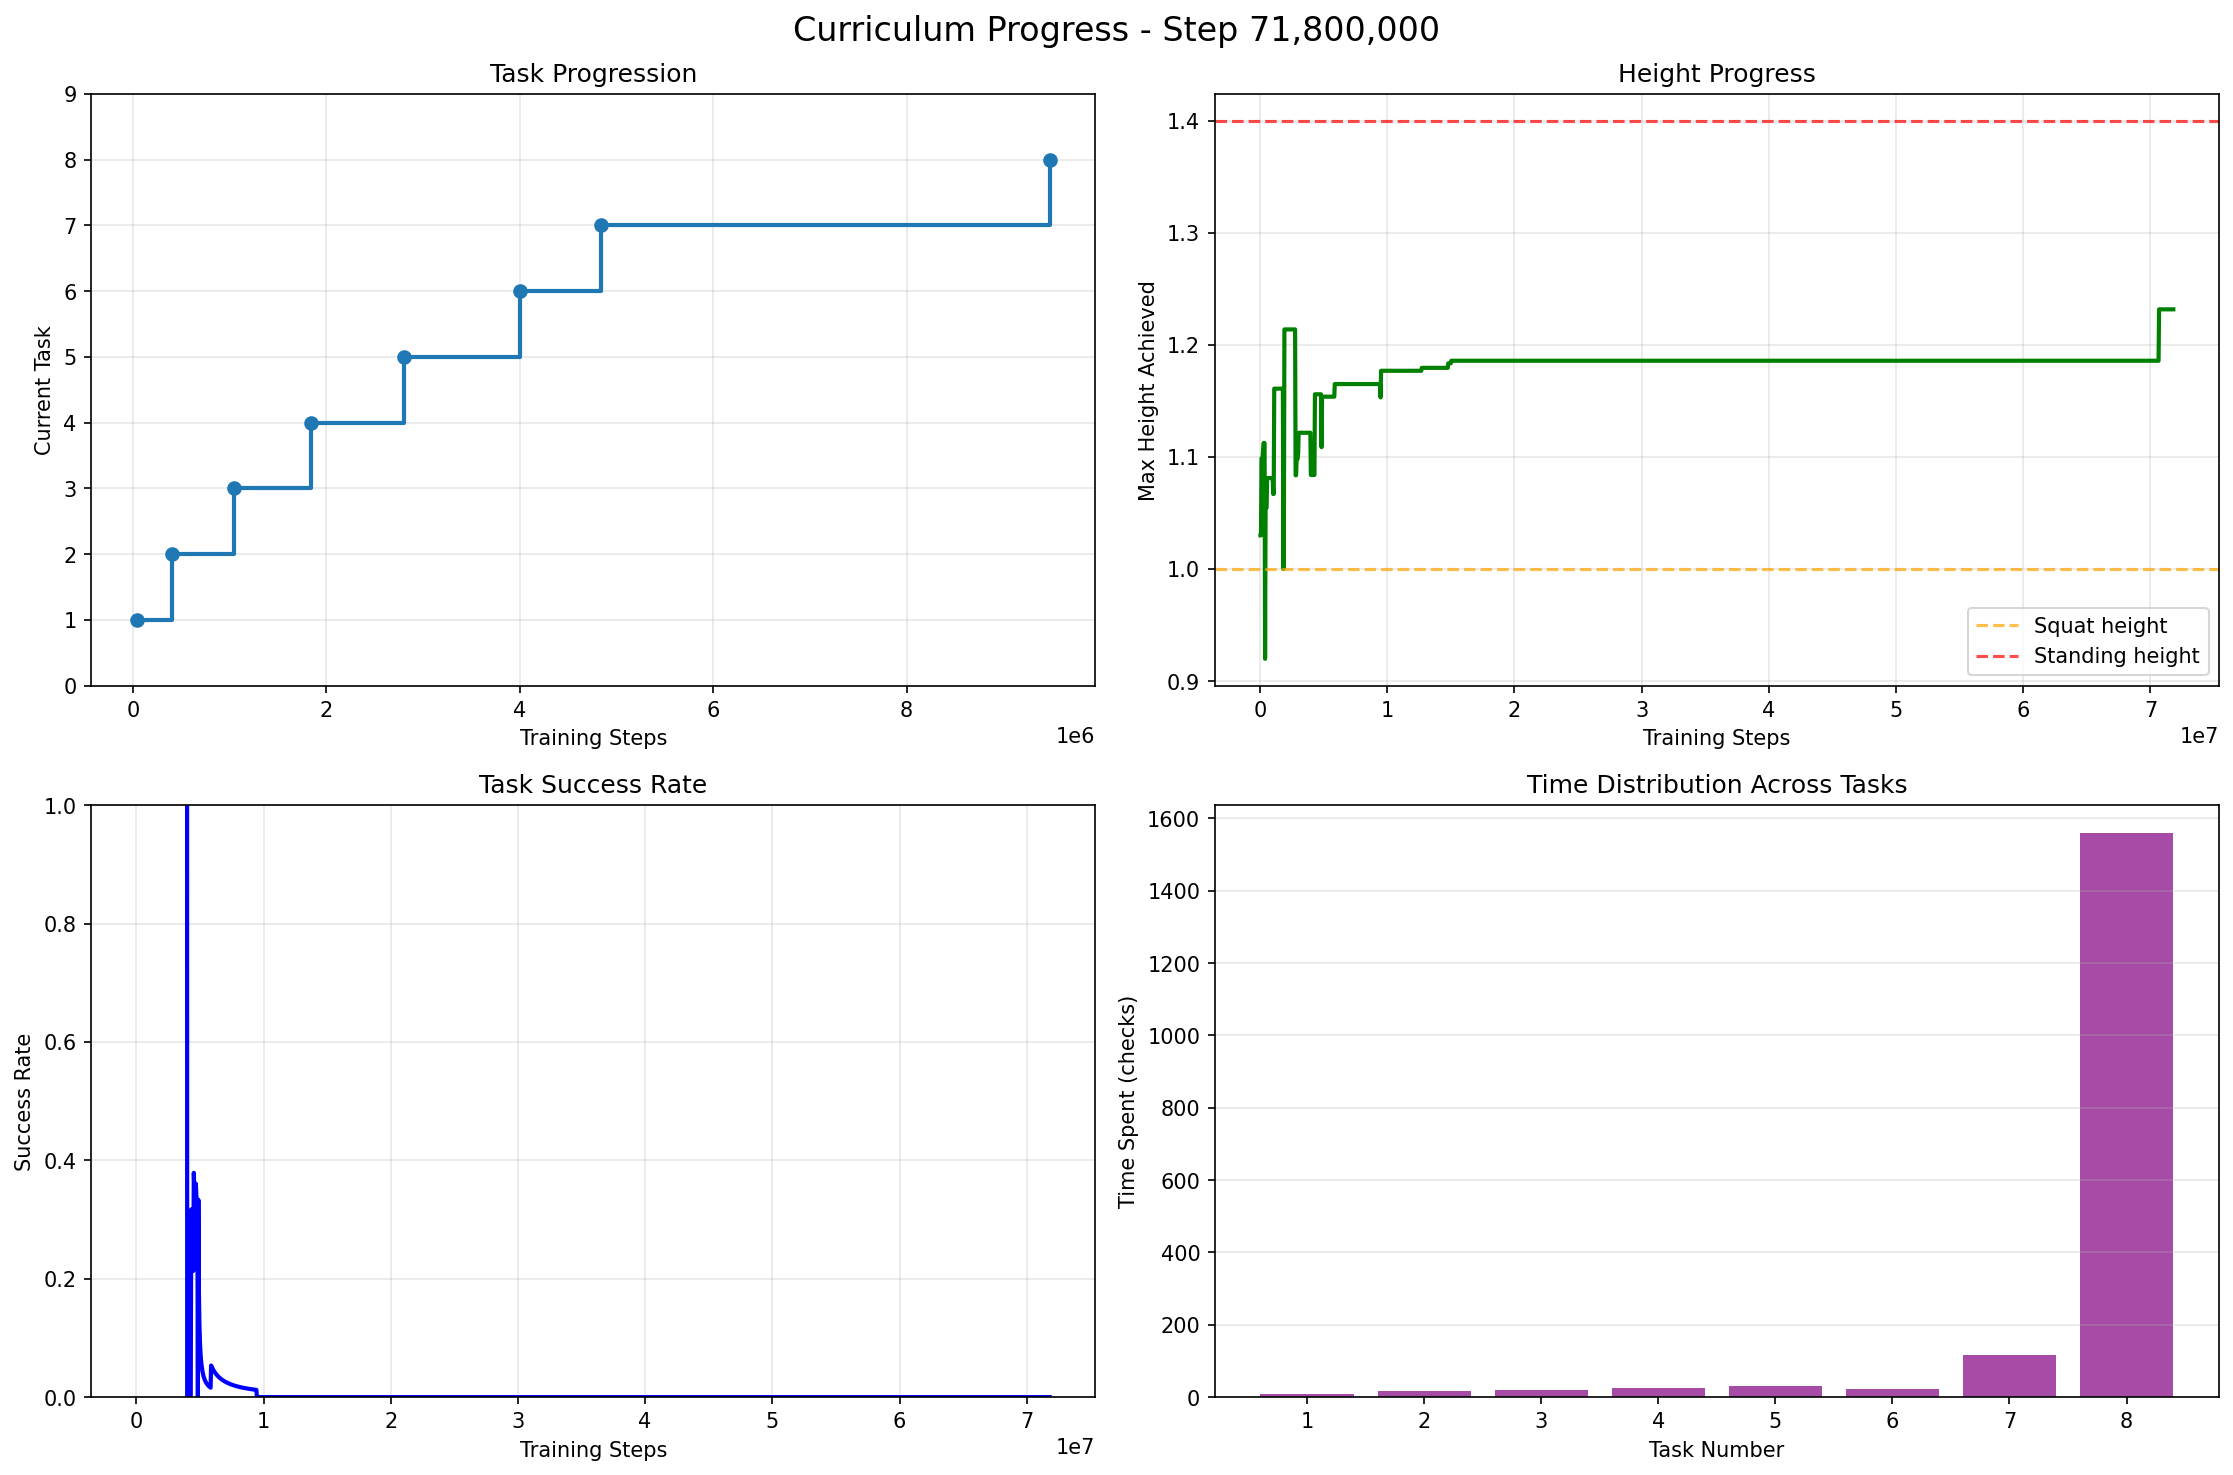 Curriculum Progress - Step 71,800,000
Task Progression
Current Task
9
8
7
6
5
4
3
2
1
0
0 2 4 6 8
Training Steps
1e6
Height Progress
Max Height Achieved
1.4
1.3
1.2
1.1
1.0
0.9
Squat height
Standing height
0 1 2 3 4 5 6 7
Training Steps
1e7
Task Success Rate
Success Rate
1.0
0.8
0.6
0.4
0.2
0.0
0 1 2 3 4 5 6 7
Training Steps
1e7
Time Distribution Across Tasks
Time Spent (checks)
1600
1400
1200
1000
800
600
400
200
0
1 2 3 4 5 6 7 8
Task Number